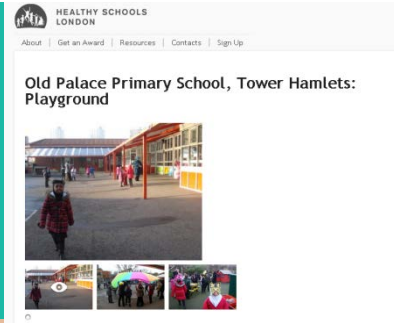 HEALTHY SCHOOLS
LONDON
About | Get an Award | Resources | Contacts | Sign Up
Old Palace Primary School, Tower Hamlets:
Playground